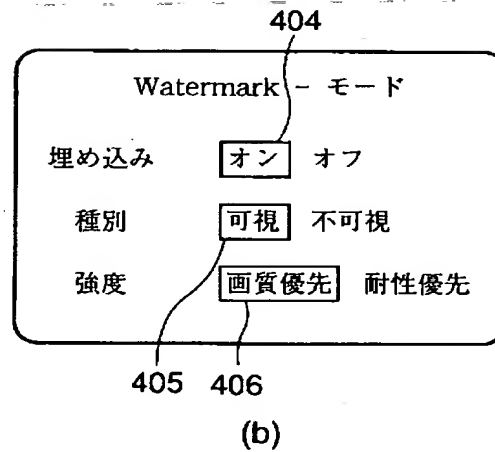 404
Watermark - モード
埋め込み オン オフ
種別 可視 不可視
強度 画質優先 耐性優先
405 406
(b)